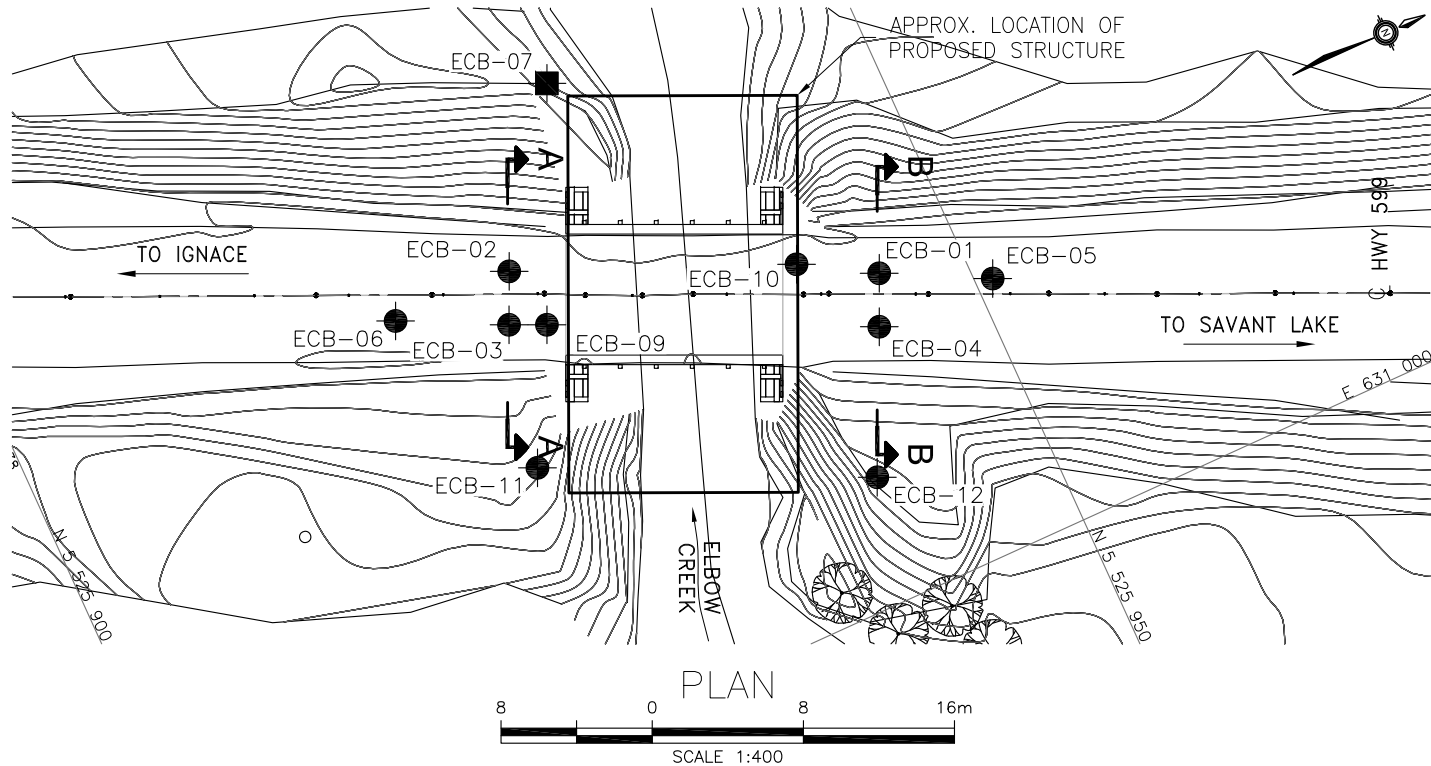 APPROX. LOCATION OF
PROPOSED STRUCTURE
N
ECB-07
A
B
HWY 599
TO IGNACE
ECB-02
ECB-01
ECB-05
ECB-10
TO SAVANT LAKE
ECB-06
ECB-03
ECB-09
ECB-04
E 631 000
A
B
ECB-11
ECB-12
ELBOW
CREEK
N 5 525 900
N 5 525 950
PLAN
8 0 8 16m
SCALE 1:400